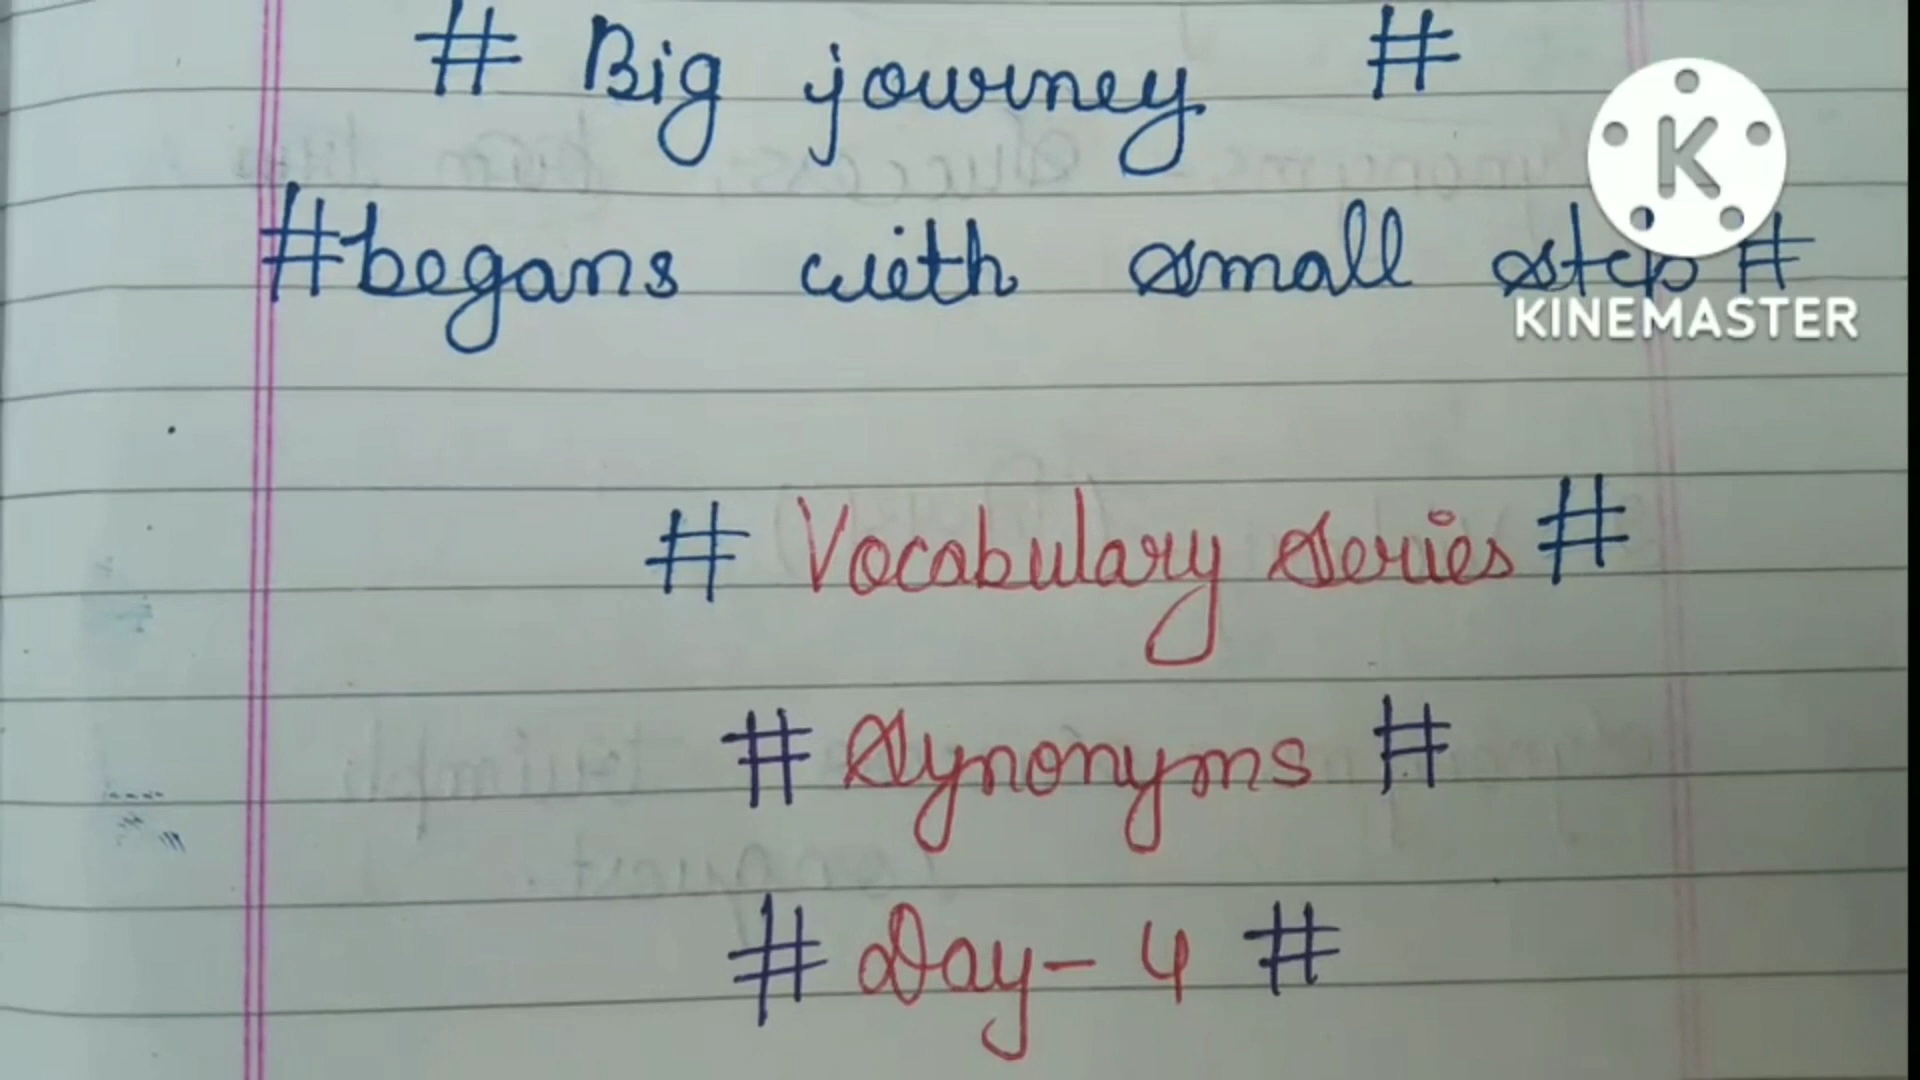 # Big journey #
#begans with small step #
KINEMASTER
# Vocabulary series #
# Synonyms #
# Day - 4 #